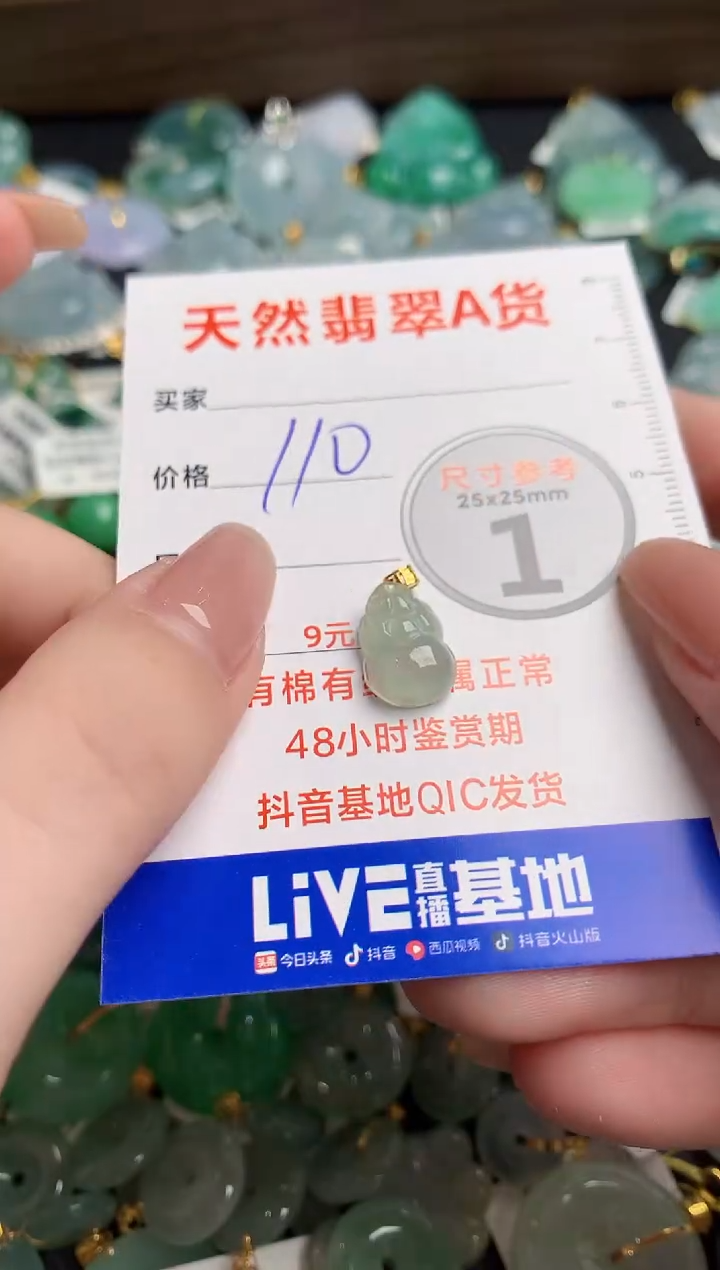 天然翡翠A货
买家
价格 110
尺寸参考
25x25mm
1
9元
有棉有 属正常
48小时鉴赏期
抖音基地QIC发货
LiVE直播基地
头条 今日头条 抖音 西瓜视频 抖音火山版
5